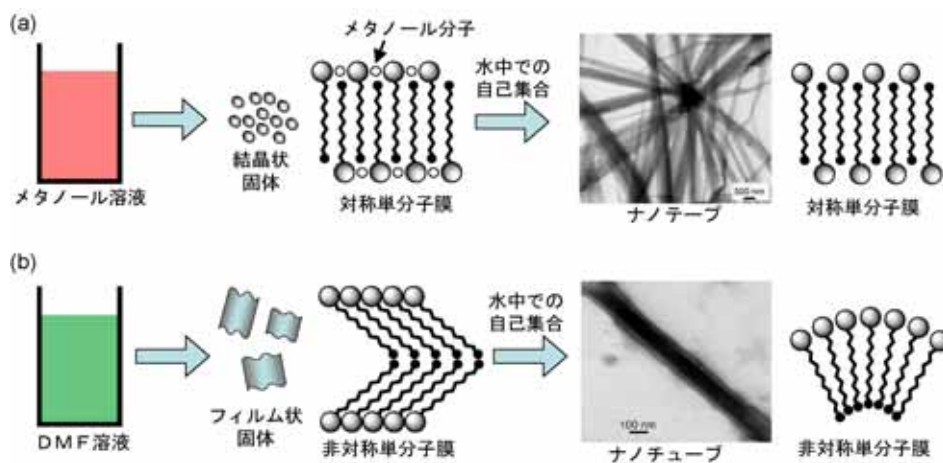 (a)
メタノール溶液
結晶状
固体
メタノール分子
対称単分子膜
水中での
自己集合
500 nm
ナノテープ
対称単分子膜
(b)
DMF溶液
フィルム状
固体
非対称単分子膜
水中での
自己集合
100 nm
ナノチューブ
非対称単分子膜